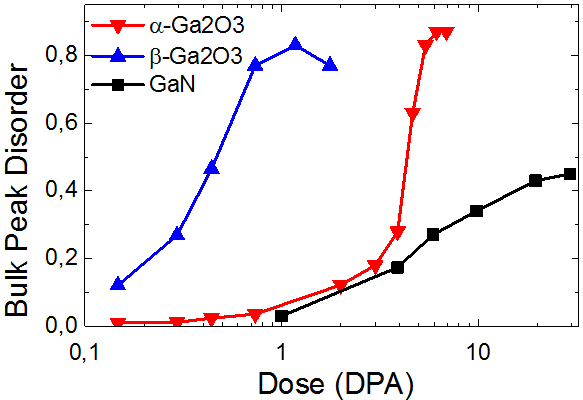 α-Ga2O3
β-Ga2O3
GaN
Bulk Peak Disorder
0,8
0,6
0,4
0,2
0,0
0,1
1
10
Dose (DPA)